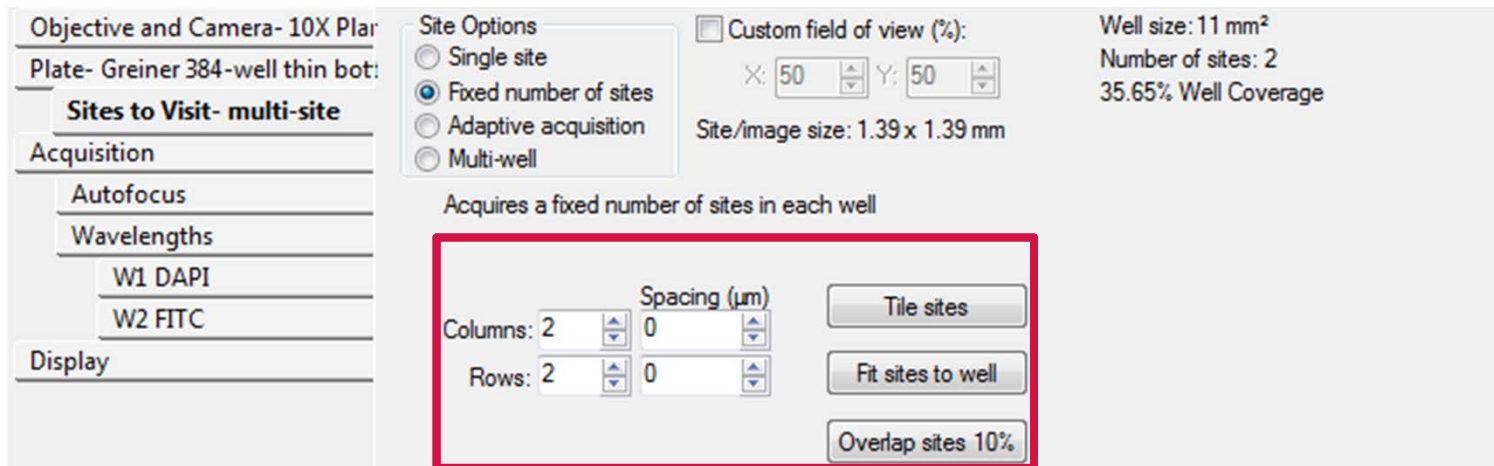 Objective and Camera- 10X Plan
Plate- Greiner 384-well thin bott
Sites to Visit- multi-site
Acquisition
Autofocus
Wavelengths
W1 DAPI
W2 FITC
Display
Site Options
Single site
Fixed number of sites
Adaptive acquisition
Multi-well
Custom field of view (%):
X: 50 Y: 50
Site/image size: 1.39 x 1.39 mm
Well size: 11 mm²
Number of sites: 2
35.65% Well Coverage
Acquires a fixed number of sites in each well
Spacing (µm)
Columns: 2 0
Rows: 2 0
Tile sites
Fit sites to well
Overlap sites 10%